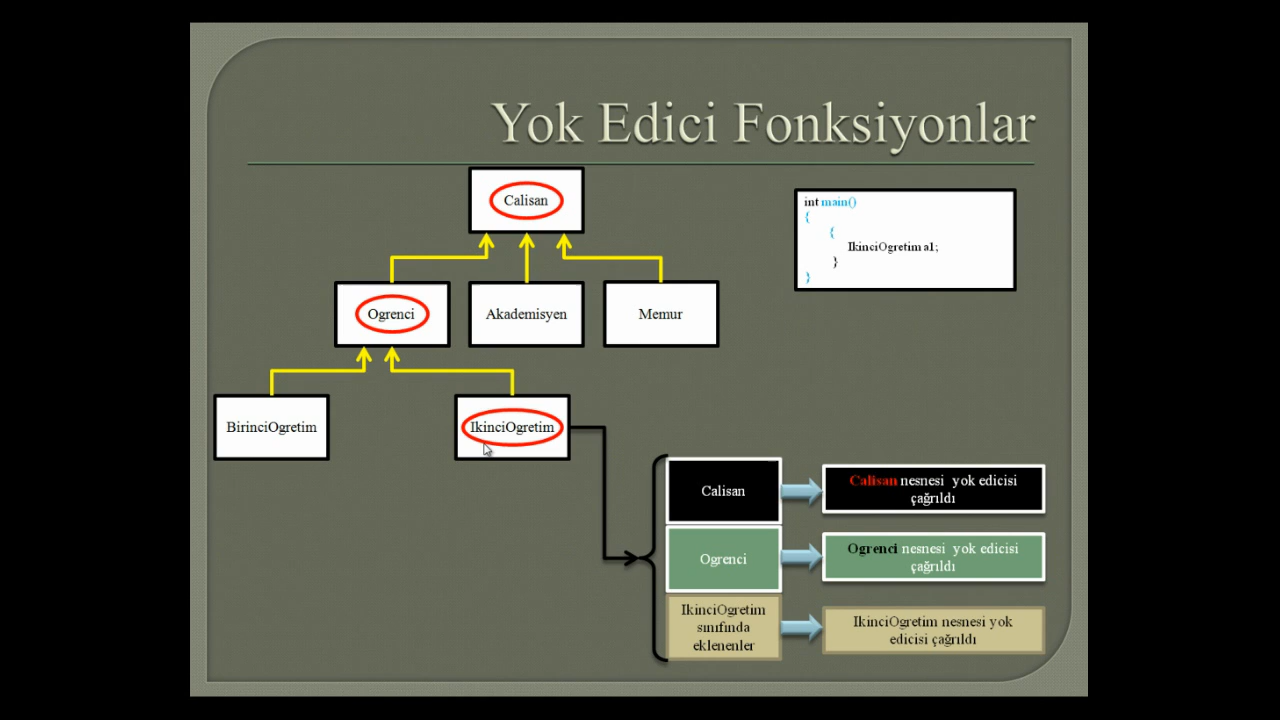 Yok Edici Fonksiyonlar
Calisan
int main()
{
{
IkinciOgretim a1;
}
}
Ogrenci
Akademisyen
Memur
BirinciOgretim
IkinciOgretim
Calisan
Calisan nesnesi yok edicisi
çağrıldı
Ogrenci
Ogrenci nesnesi yok edicisi
çağrıldı
IkinciOgretim
sınıfında
eklenenler
IkinciOgretim nesnesi yok
edicisi çağrıldı